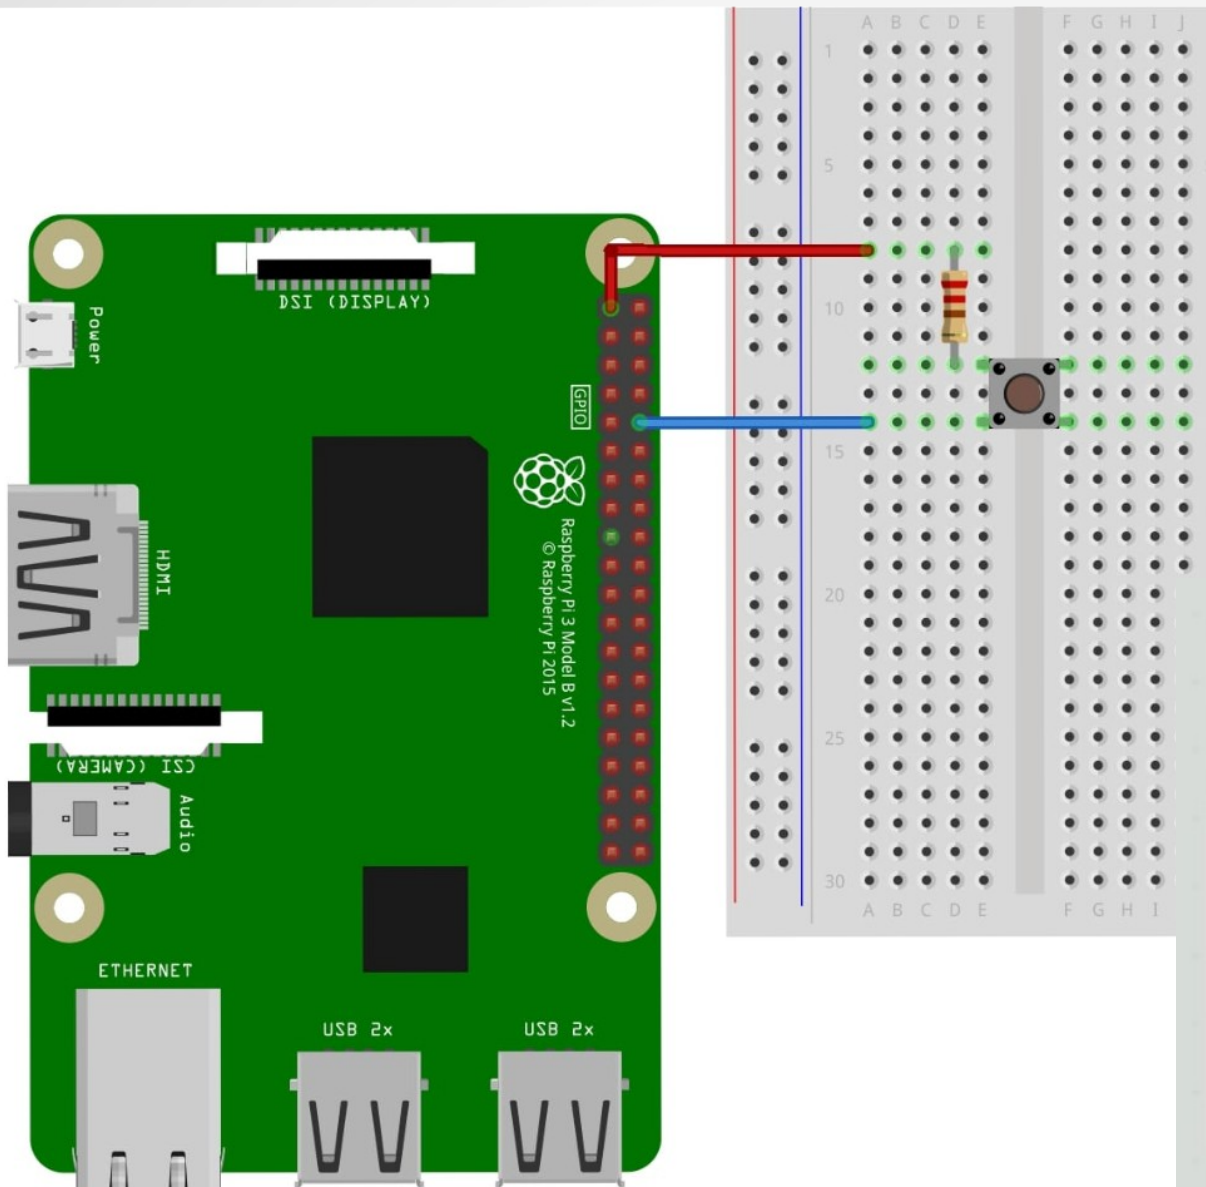 A B C D E F G H I J
1
5
10
15
20
25
30
A B C D E F G H I
DSI (DISPLAY)
Power
GPIO
HDMI
Raspberry Pi 3 Model B v1.2
© Raspberry Pi 2015
CSI (CAMERA)
Audio
ETHERNET
USB 2x
USB 2x